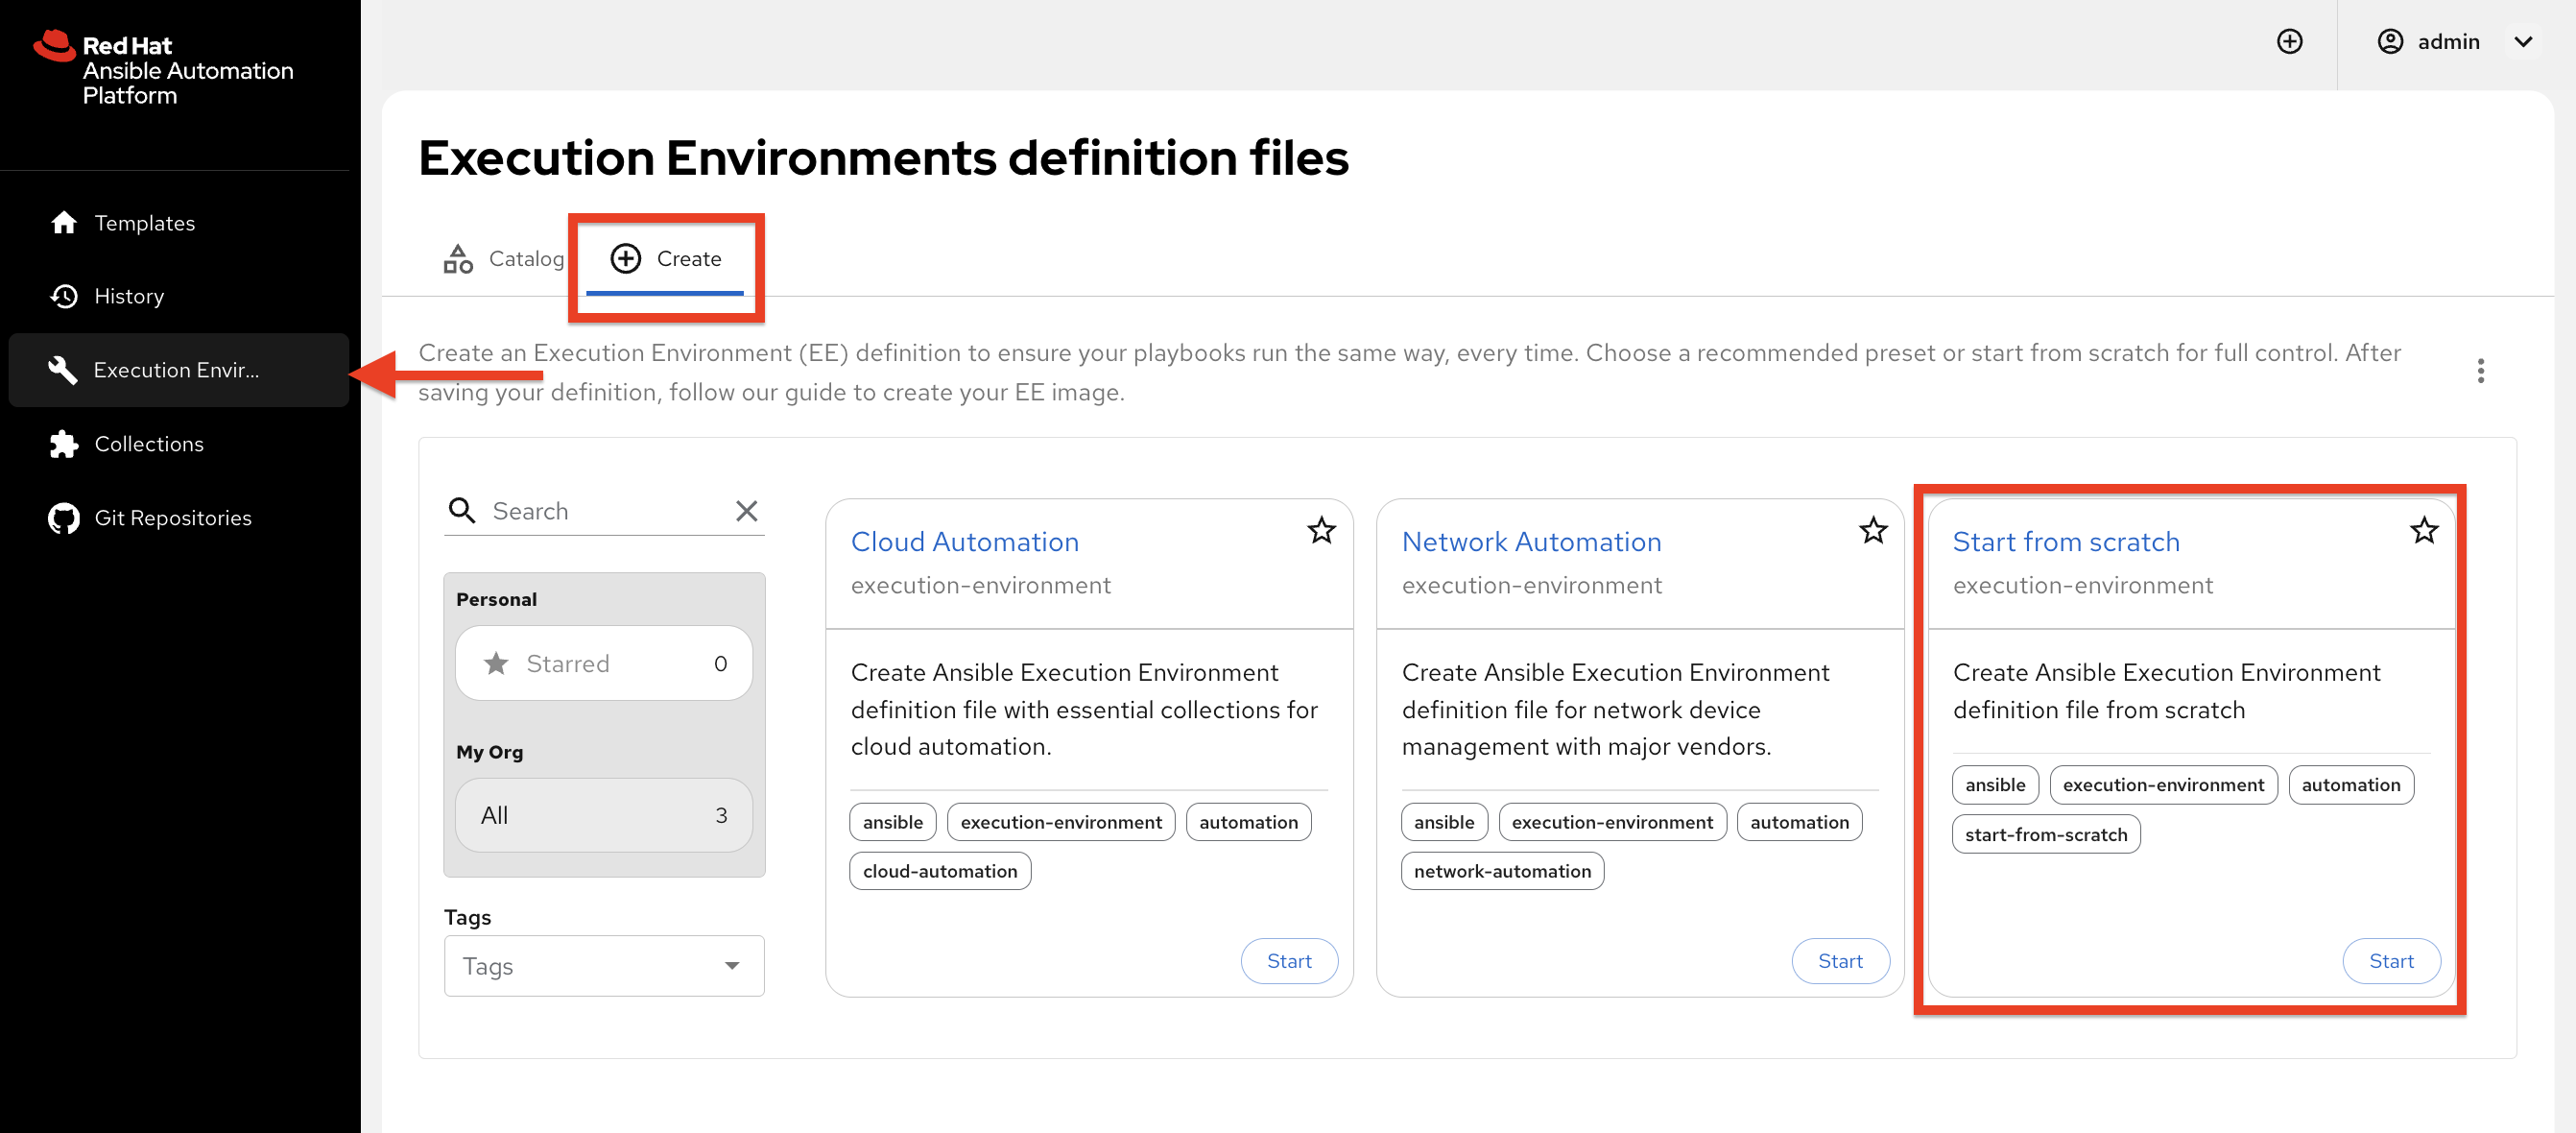 Red Hat
Ansible Automation
Platform
admin
Templates
History
Execution Envir...
Collections
Git Repositories
Execution Environments definition files
Catalog
Create
Create an Execution Environment (EE) definition to ensure your playbooks run the same way, every time. Choose a recommended preset or start from scratch for full control. After
saving your definition, follow our guide to create your EE image.
Search
Personal
Starred 0
My Org
All 3
Tags
Tags
Cloud Automation
execution-environment
Create Ansible Execution Environment
definition file with essential collections for
cloud automation.
ansible execution-environment automation
cloud-automation
Start
Network Automation
execution-environment
Create Ansible Execution Environment
definition file for network device
management with major vendors.
ansible execution-environment automation
network-automation
Start
Start from scratch
execution-environment
Create Ansible Execution Environment
definition file from scratch
ansible execution-environment automation
start-from-scratch
Start